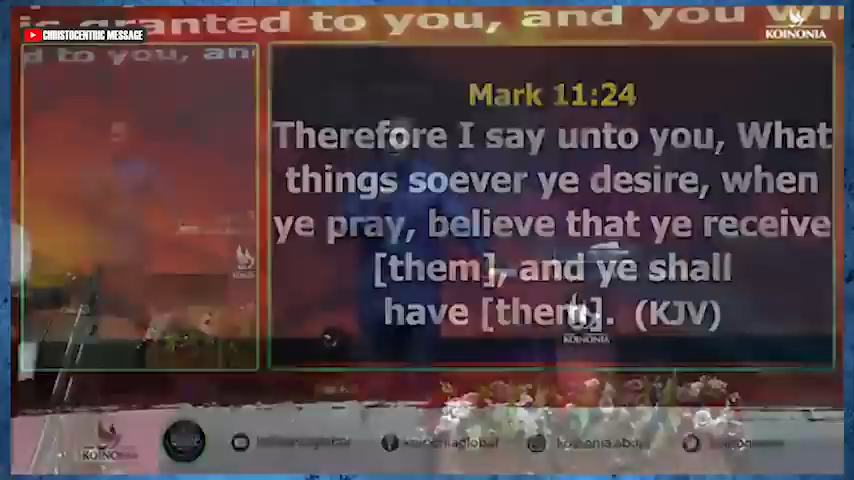 is granted to you, and you wil
CHRISTOCENTRIC MESSAGE
KOINONIA
d to you, an
Mark 11:24
Therefore I say unto you, What
things soever ye desire, when
ye pray, believe that ye receive
[them], and ye shall
have [them]. (KJV)
KOINONIA
KOINONIA
koinoniaglobal
koinonia.abuja